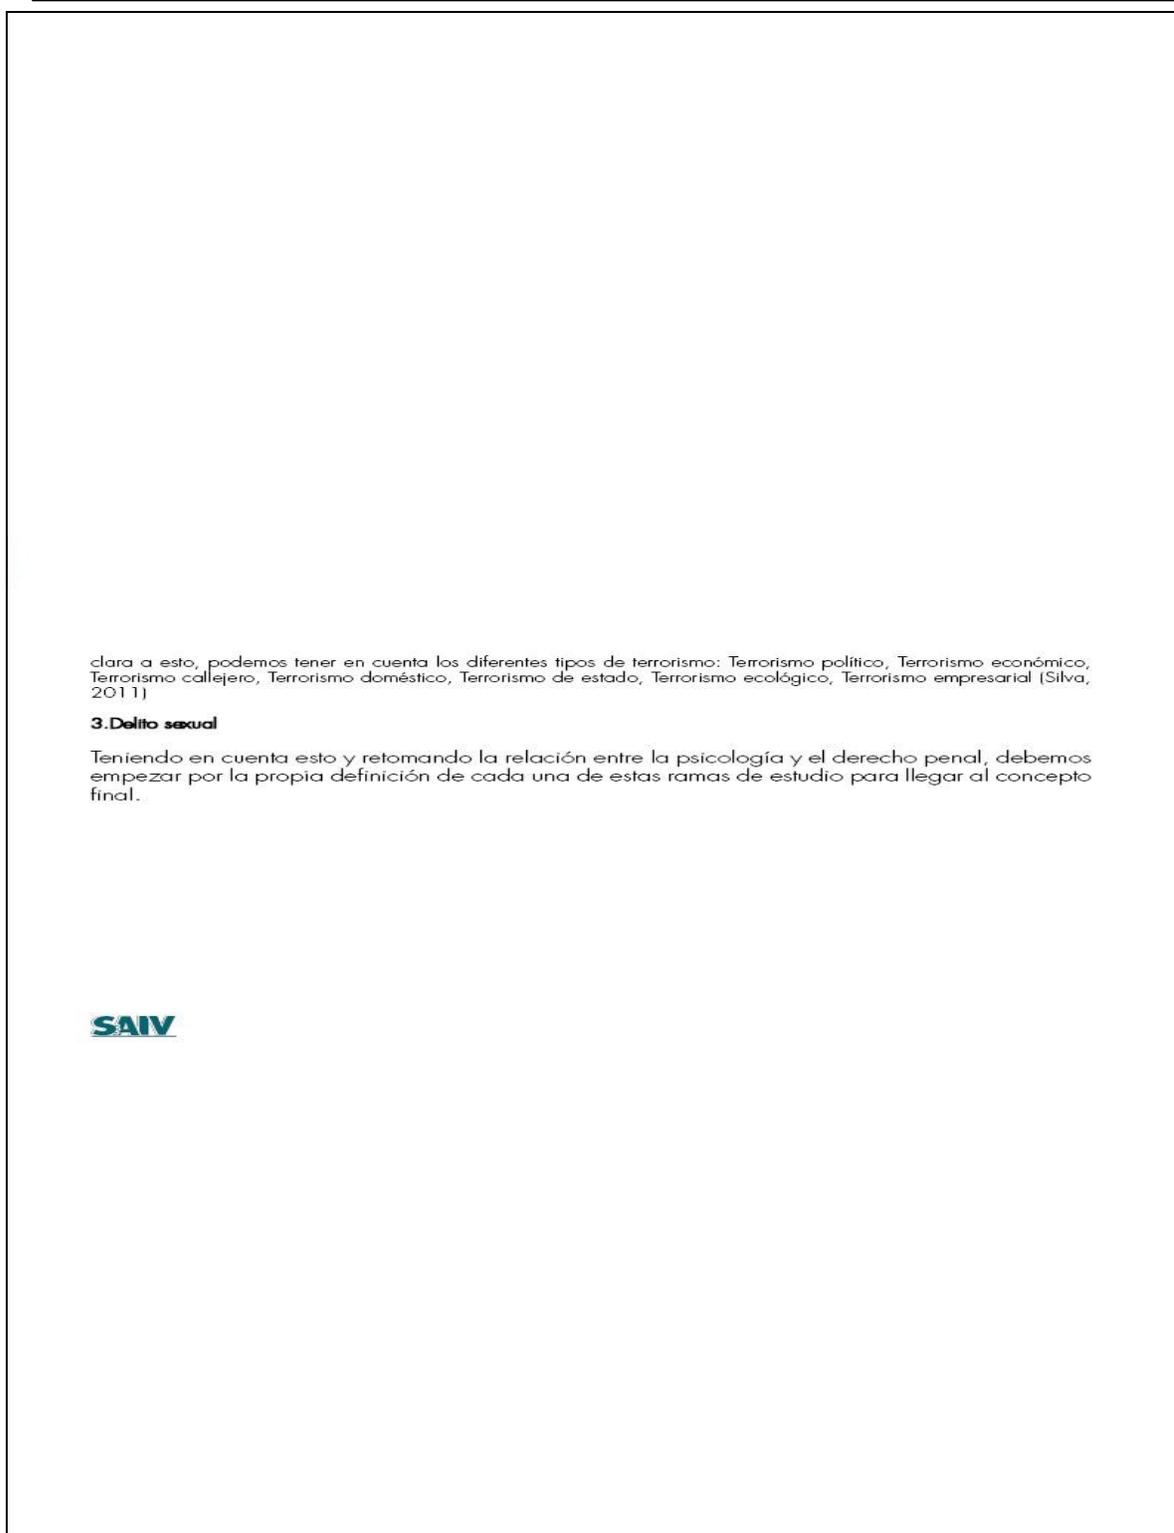 clara a esto, podemos tener en cuenta los diferentes tipos de terrorismo: Terrorismo político, Terrorismo económico,
Terrorismo callejero, Terrorismo doméstico, Terrorismo de estado, Terrorismo ecológico, Terrorismo empresarial (Silva,
2011)
3.Delito sexual
Teniendo en cuenta esto y retomando la relación entre la psicología y el derecho penal, debemos
empezar por la propia definición de cada una de estas ramas de estudio para llegar al concepto
final.
SAIV